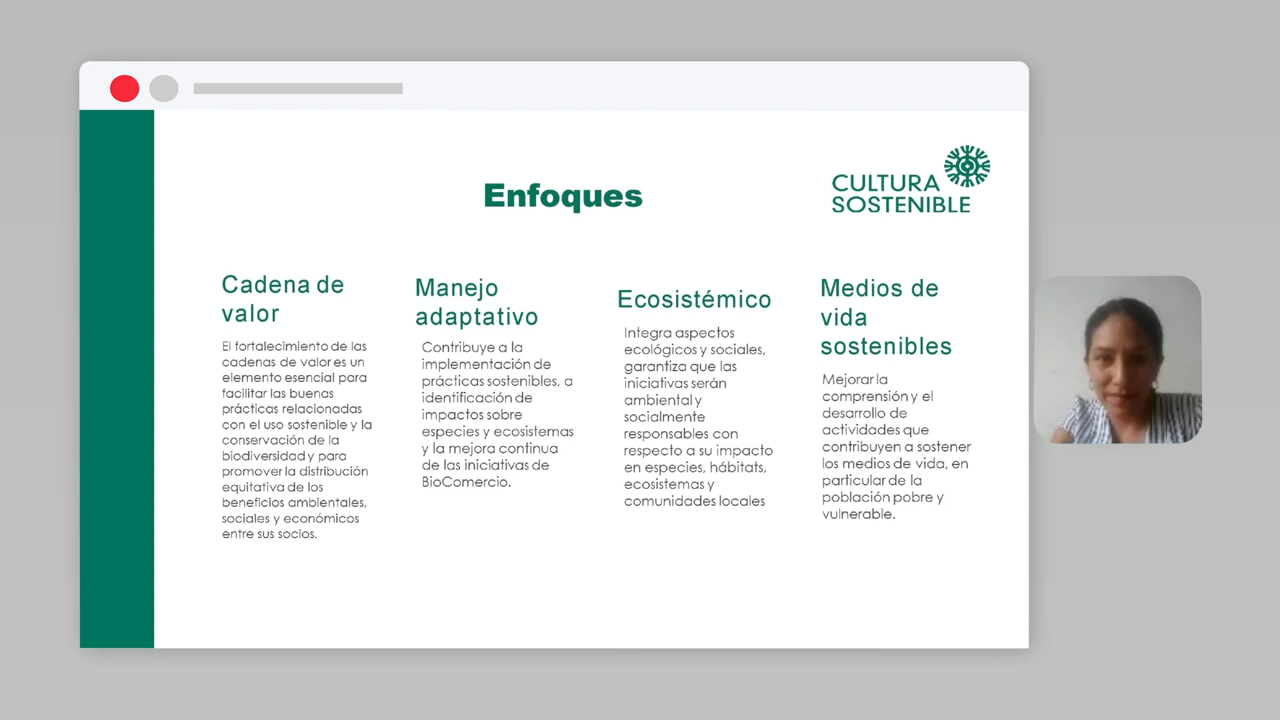 Enfoques
CULTURA
SOSTENIBLE
Cadena de
valor
El fortalecimiento de las
cadenas de valor es un
elemento esencial para
facilitar las buenas
prácticas relacionadas
con el uso sostenible y la
conservación de la
biodiversidad y para
promover la distribución
equitativa de los
beneficios ambientales,
sociales y económicos
entre sus socios.
Manejo
adaptativo
Contribuye a la
implementación de
prácticas sostenibles, a
identificación de
impactos sobre
especies y ecosistemas
y la mejora continua
de las iniciativas de
BioComercio.
Ecosistémico
Integra aspectos
ecológicos y sociales,
garantiza que las
iniciativas serán
ambiental y
socialmente
responsables con
respecto a su impacto
en especies, hábitats,
ecosistemas y
comunidades locales
Medios de
vida
sostenibles
Mejorar la
comprensión y el
desarrollo de
actividades que
contribuyen a sostener
los medios de vida, en
particular de la
población pobre y
vulnerable.